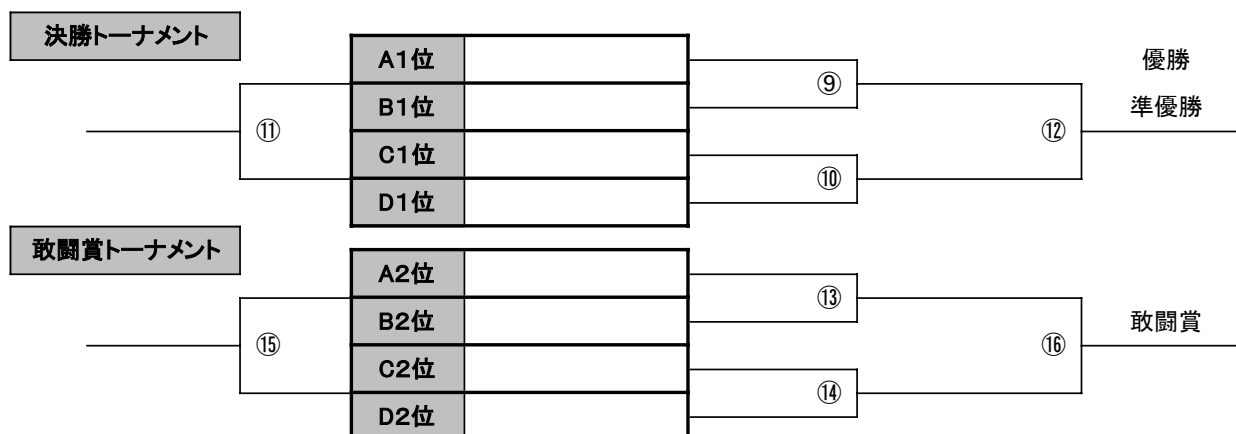 決勝トーナメント
A1位
優勝
⑨
B1位
準優勝
⑪
⑫
C1位
⑩
D1位
敢闘賞トーナメント
A2位
⑬
B2位
敢闘賞
⑮
⑯
C2位
⑭
D2位